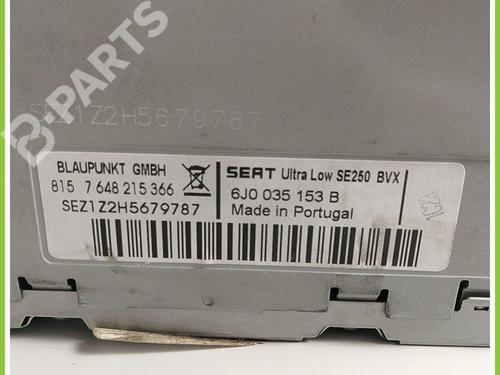 B-PARTS
SEZ1Z2H5679787
BLAUPUNKT GMBH
815 7 648 215 366
SEZ1Z2H5679787
SEAT Ultra Low SE250 BVX
6J0 035 153 B
Made in Portugal